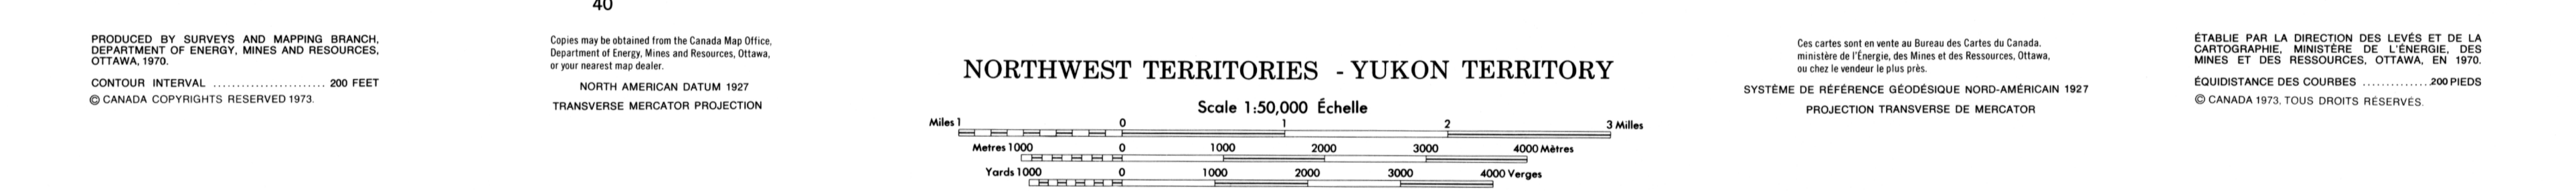 40
PRODUCED BY SURVEYS AND MAPPING BRANCH,
DEPARTMENT OF ENERGY, MINES AND RESOURCES,
OTTAWA, 1970.
CONTOUR INTERVAL ........................ 200 FEET
© CANADA COPYRIGHTS RESERVED 1973.
Copies may be obtained from the Canada Map Office,
Department of Energy, Mines and Resources, Ottawa,
or your nearest map dealer.
NORTH AMERICAN DATUM 1927
TRANSVERSE MERCATOR PROJECTION
NORTHWEST TERRITORIES - YUKON TERRITORY
Scale 1:50,000 Échelle
Miles 1 0 1 2 3 Milles
Metres 1000 0 1000 2000 3000 4000 Mètres
Yards 1000 0 1000 2000 3000 4000 Verges
Ces cartes sont en vente au Bureau des Cartes du Canada,
ministère de l'Énergie, des Mines et des Ressources, Ottawa,
ou chez le vendeur le plus près.
SYSTÈME DE RÉFÉRENCE GÉODÉSIQUE NORD-AMÉRICAIN 1927
PROJECTION TRANSVERSE DE MERCATOR
ÉTABLIE PAR LA DIRECTION DES LEVÉS ET DE LA
CARTOGRAPHIE, MINISTÈRE DE L'ÉNERGIE, DES
MINES ET DES RESSOURCES, OTTAWA, EN 1970.
ÉQUIDISTANCE DES COURBES ..............200 PIEDS
© CANADA 1973, TOUS DROITS RÉSERVÉS.